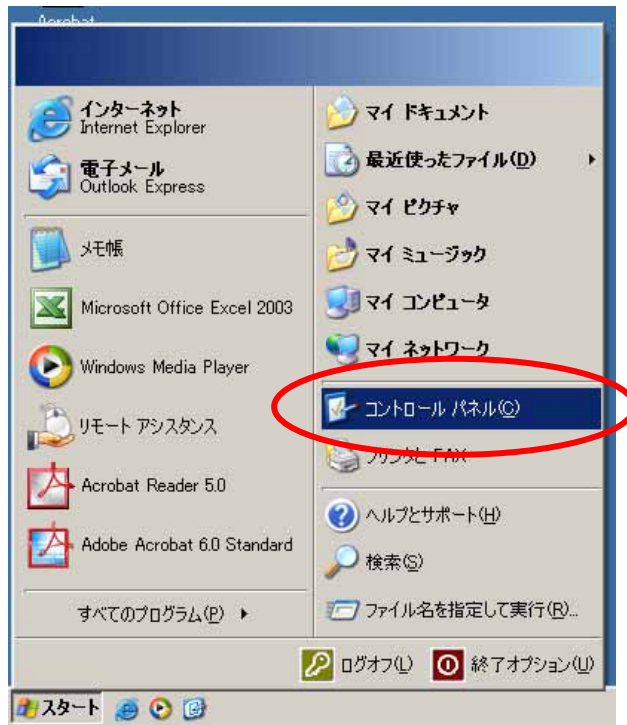 Acrobat
インターネット
Internet Explorer
電子メール
Outlook Express
メモ帳
Microsoft Office Excel 2003
Windows Media Player
リモート アシスタンス
Acrobat Reader 5.0
Adobe Acrobat 6.0 Standard
すべてのプログラム(P)
マイ ドキュメント
最近使ったファイル(D)
マイ ピクチャ
マイ ミュージック
マイ コンピュータ
マイ ネットワーク
コントロール パネル(C)
プリンタと FAX
ヘルプとサポート(H)
検索(S)
ファイル名を指定して実行(R)...
ログオフ(L)
終了オプション(U)
スタート